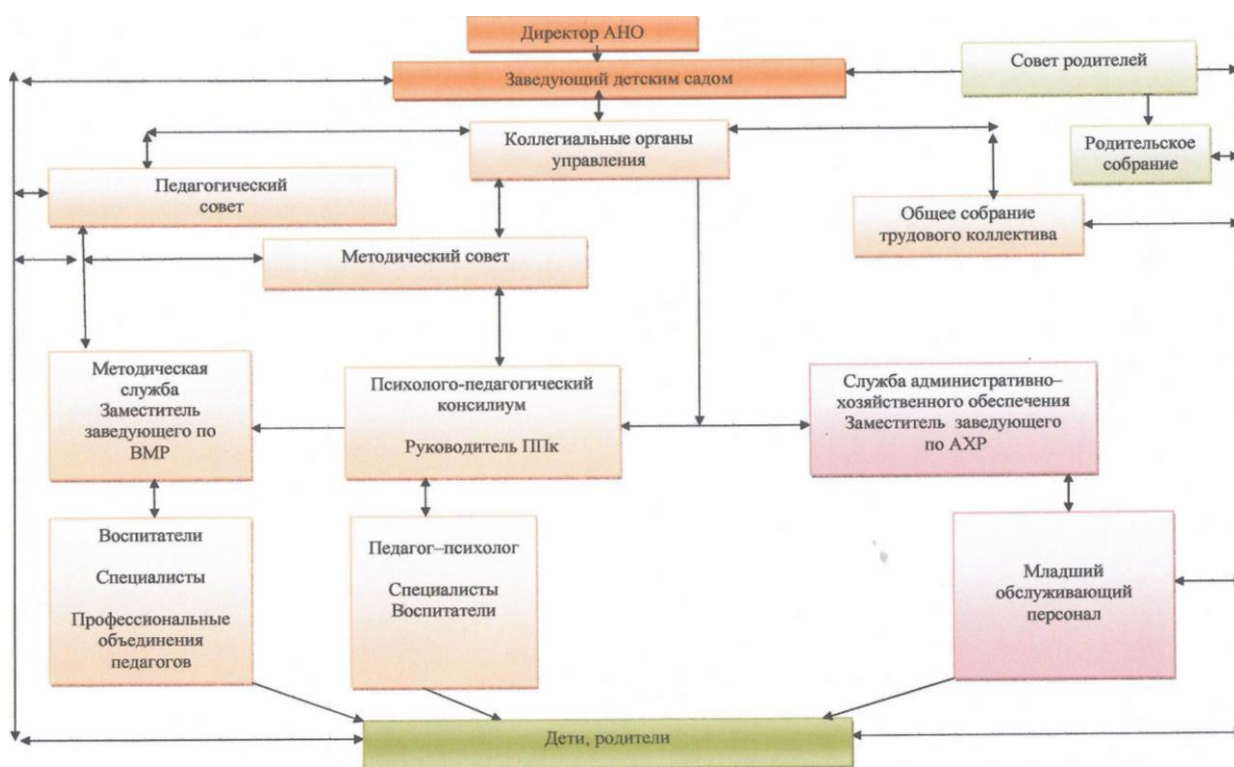 Директор АНО
Заведующий детским садом
Совет родителей
Коллегиальные органы
управления
Родительское
собрание
Педагогический
совет
Общее собрание
трудового коллектива
Методический совет
Методическая
служба
Заместитель
заведующего по
ВМР
Психолого-педагогический
консилиум
Руководитель ППк
Служба административно–
хозяйственного обеспечения
Заместитель заведующего
по АХР
Воспитатели
Специалисты
Профессиональные
объединения
педагогов
Педагог–психолог
Специалисты
Воспитатели
Младший
обслуживающий
персонал
Дети, родители